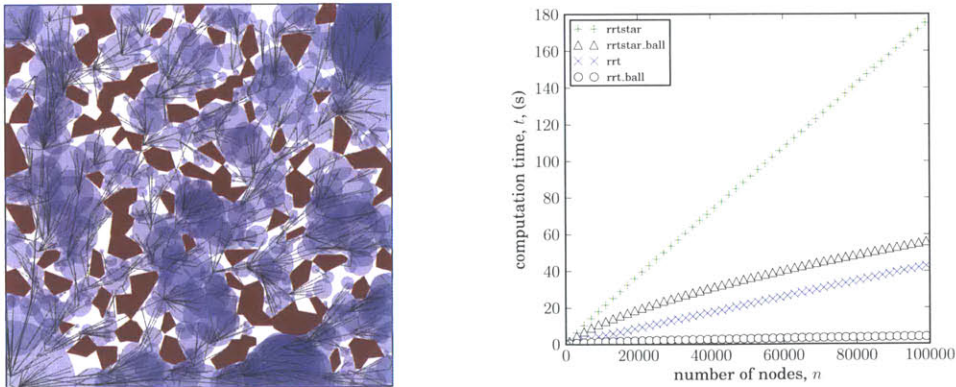 180
160
140
120
100
80
60
40
20
0
computation time, t, (s)
rrtstar
rrtstar_ball
rrt
rrt_ball
0
20000
40000
60000
80000
100000
number of nodes, n